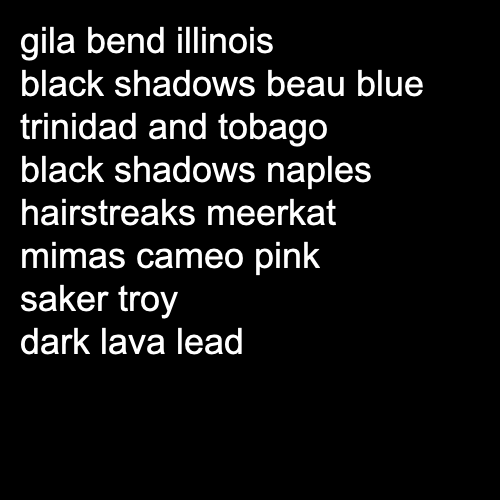 gila bend illinois
black shadows beau blue
trinidad and tobago
black shadows naples
hairstreaks meerkat
mimas cameo pink
saker troy
dark lava lead